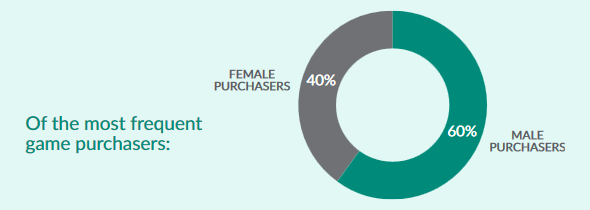 Of the most frequent
game purchasers:
FEMALE
PURCHASERS
40%
60%
MALE
PURCHASERS